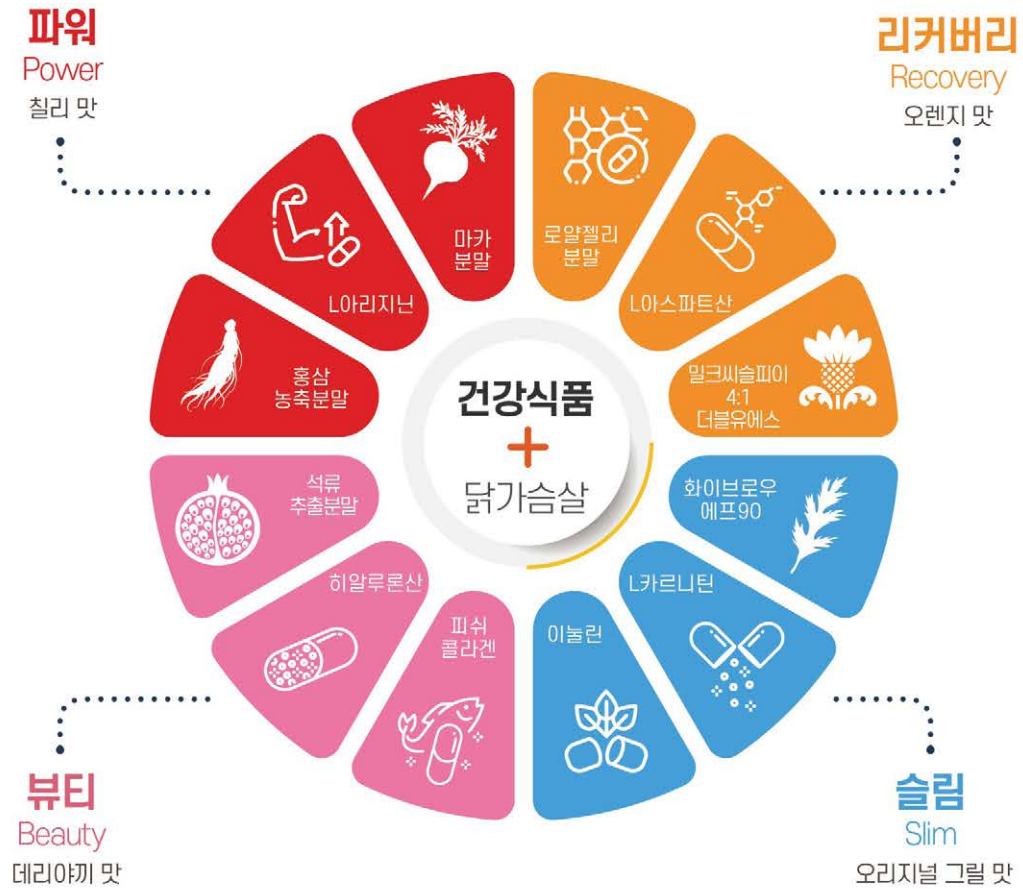 파워
Power
칠리 맛
리커버리
Recovery
오렌지 맛
마카
분말
L아리지닌
홍삼
농축분말
로얄젤리
분말
L아스파트산
밀크씨슬피이
4:1
더블유에스
건강식품
+
닭가슴살
석류
추출분말
히알루론산
피쉬
콜라겐
화이브로우
에프90
L카르니틴
이눌린
뷰티
Beauty
데리야끼 맛
슬림
Slim
오리지널 그릴 맛